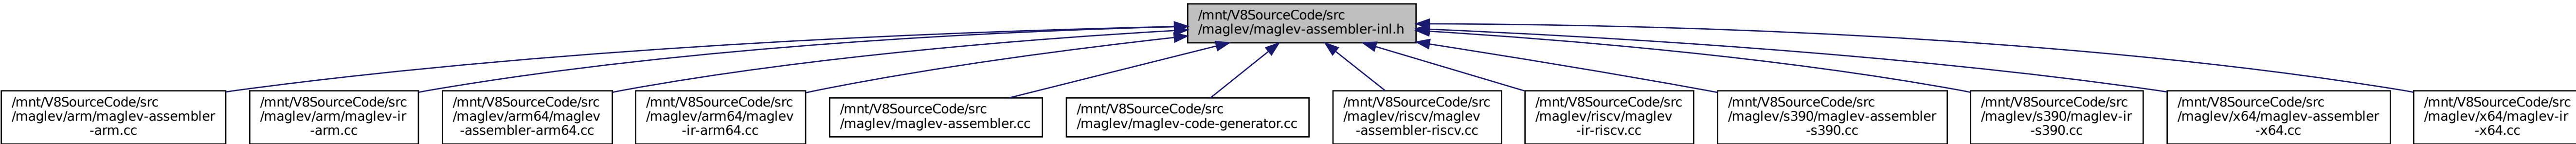 /mnt/V8SourceCode/src
/maglev/maglev-assembler-inl.h
/mnt/V8SourceCode/src
/maglev/arm/maglev-assembler
-arm.cc
/mnt/V8SourceCode/src
/maglev/arm/maglev-ir
-arm.cc
/mnt/V8SourceCode/src
/maglev/arm64/maglev
-assembler-arm64.cc
/mnt/V8SourceCode/src
/maglev/arm64/maglev
-ir-arm64.cc
/mnt/V8SourceCode/src
/maglev/maglev-assembler.cc
/mnt/V8SourceCode/src
/maglev/maglev-code-generator.cc
/mnt/V8SourceCode/src
/maglev/riscv/maglev
-assembler-riscv.cc
/mnt/V8SourceCode/src
/maglev/riscv/maglev
-ir-riscv.cc
/mnt/V8SourceCode/src
/maglev/s390/maglev-assembler
-s390.cc
/mnt/V8SourceCode/src
/maglev/s390/maglev-ir
-s390.cc
/mnt/V8SourceCode/src
/maglev/x64/maglev-assembler
-x64.cc
/mnt/V8SourceCode/src
/maglev/x64/maglev-ir
-x64.cc